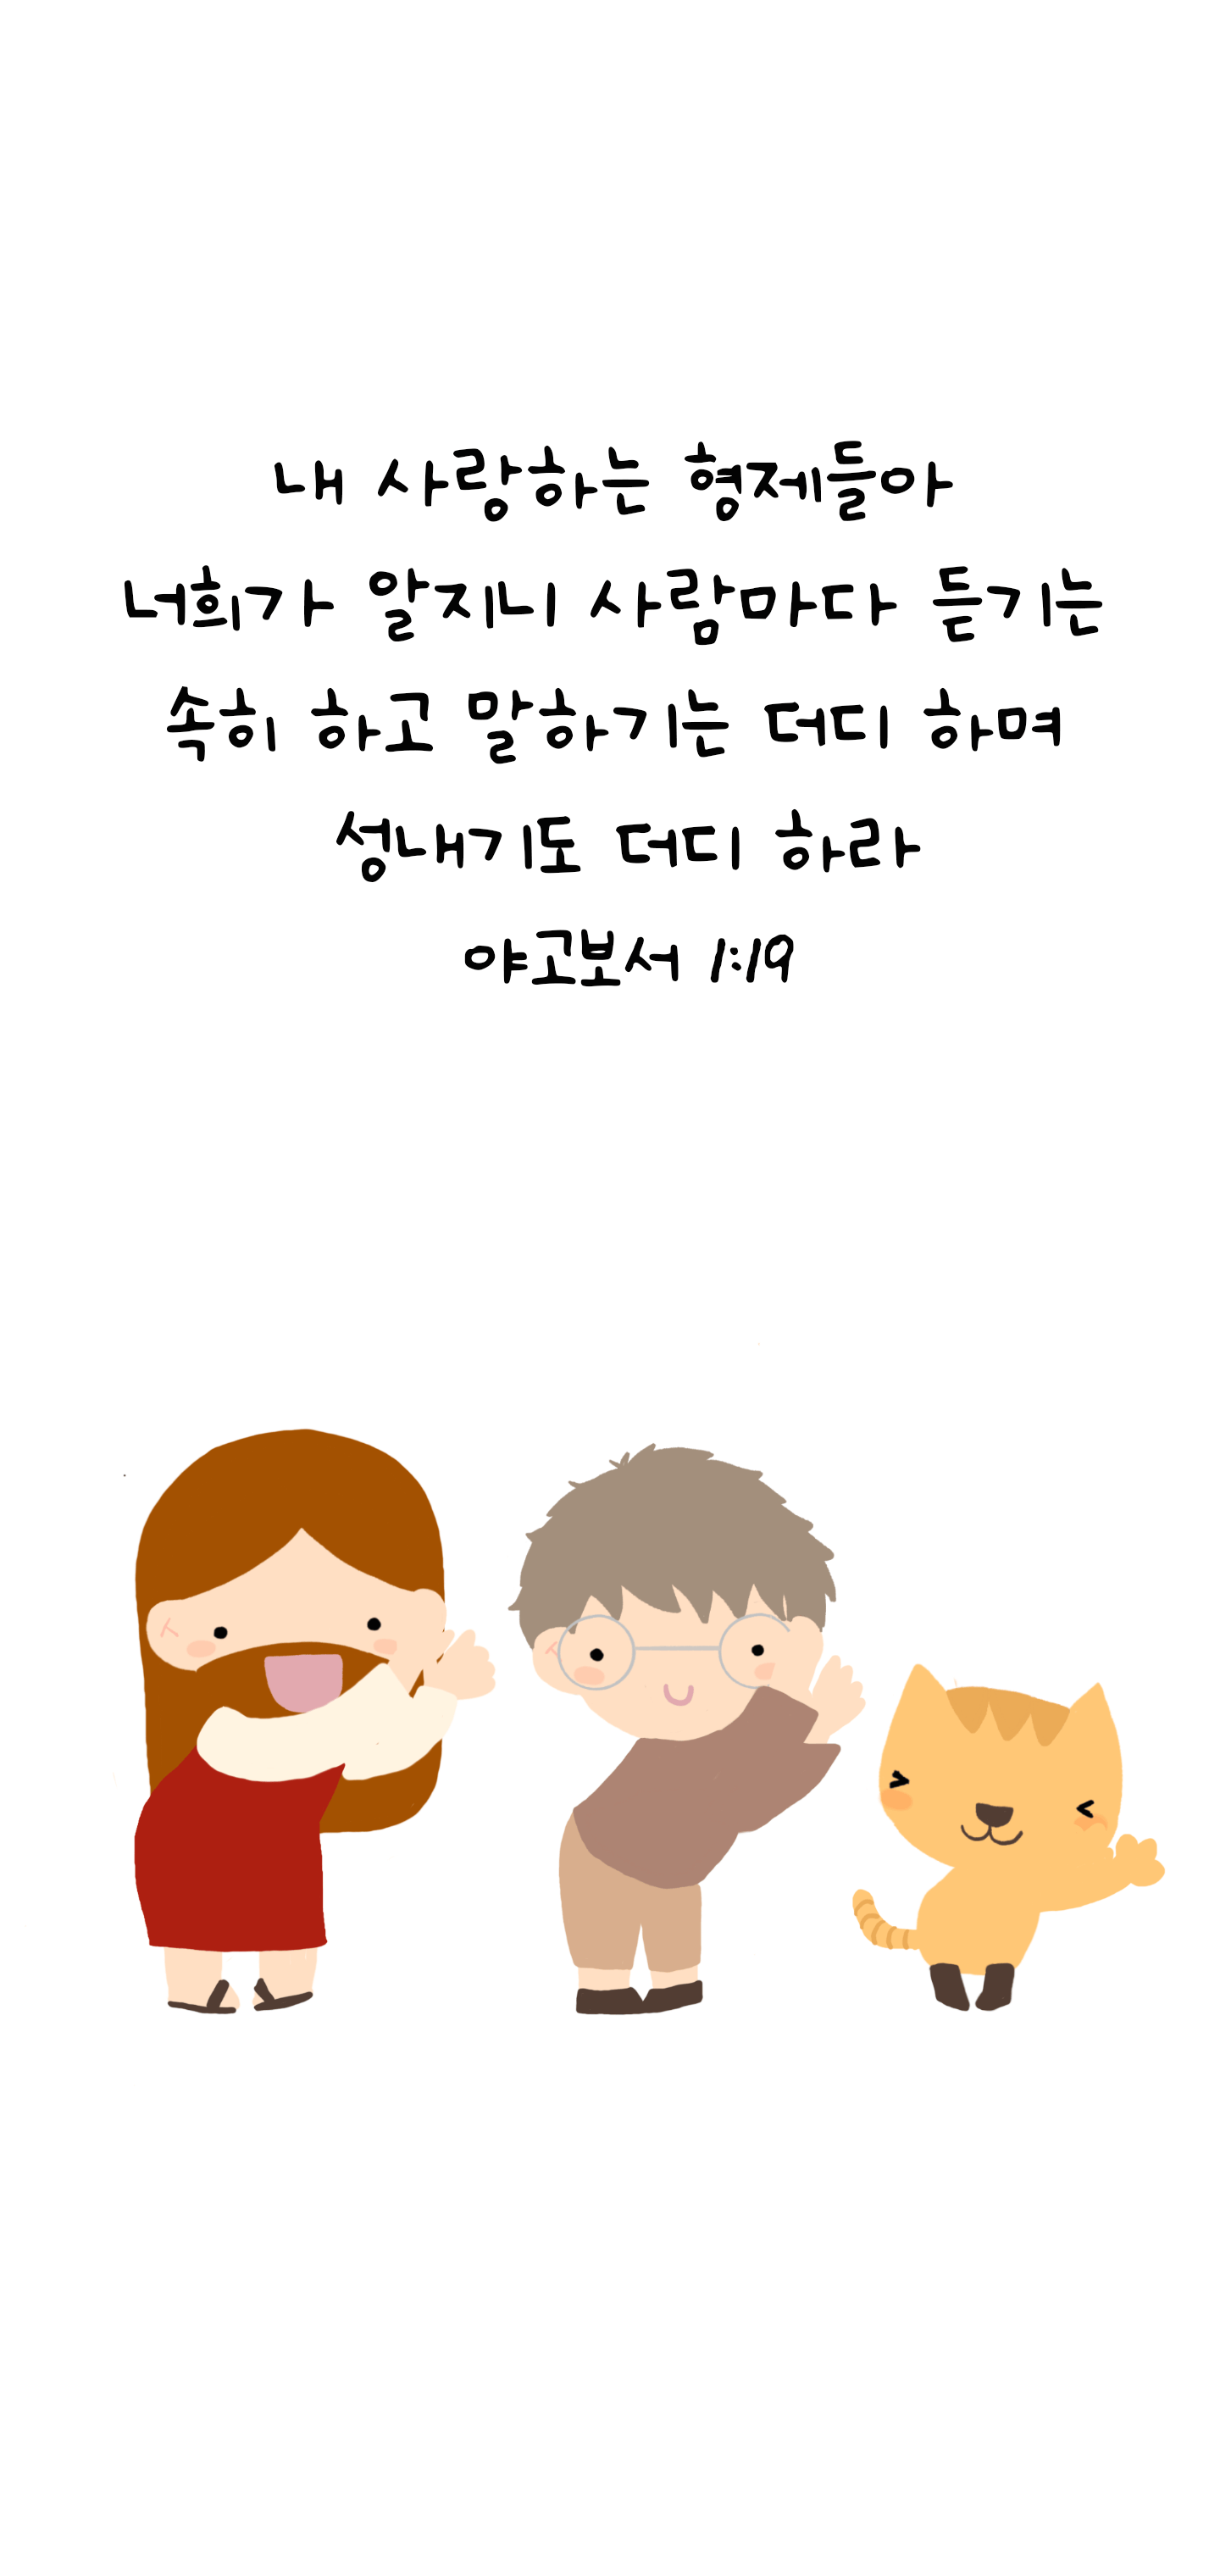 내 사랑하는 형제들아
너희가 알지니 사람마다 듣기는
속히 하고 말하기는 더디 하며
성내기도 더디 하라
야고보서 1:19